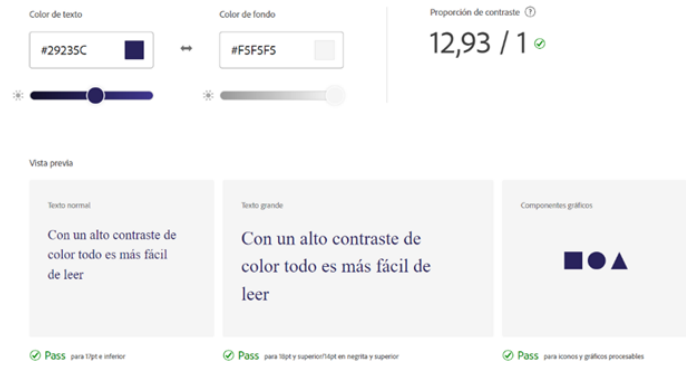 Color de texto
Color de fondo
Proporción de contraste ?
#29235C
#F5F5F5
12,93 / 1
Vista previa
Texto normal
Con un alto contraste de
color todo es más fácil
de leer
Texto grande
Con un alto contraste de
color todo es más fácil de
leer
Componentes gráficos
Pass para 17pt e inferior
Pass para 18pt y superior/14pt en negrita y superior
Pass para iconos y gráficos procesables